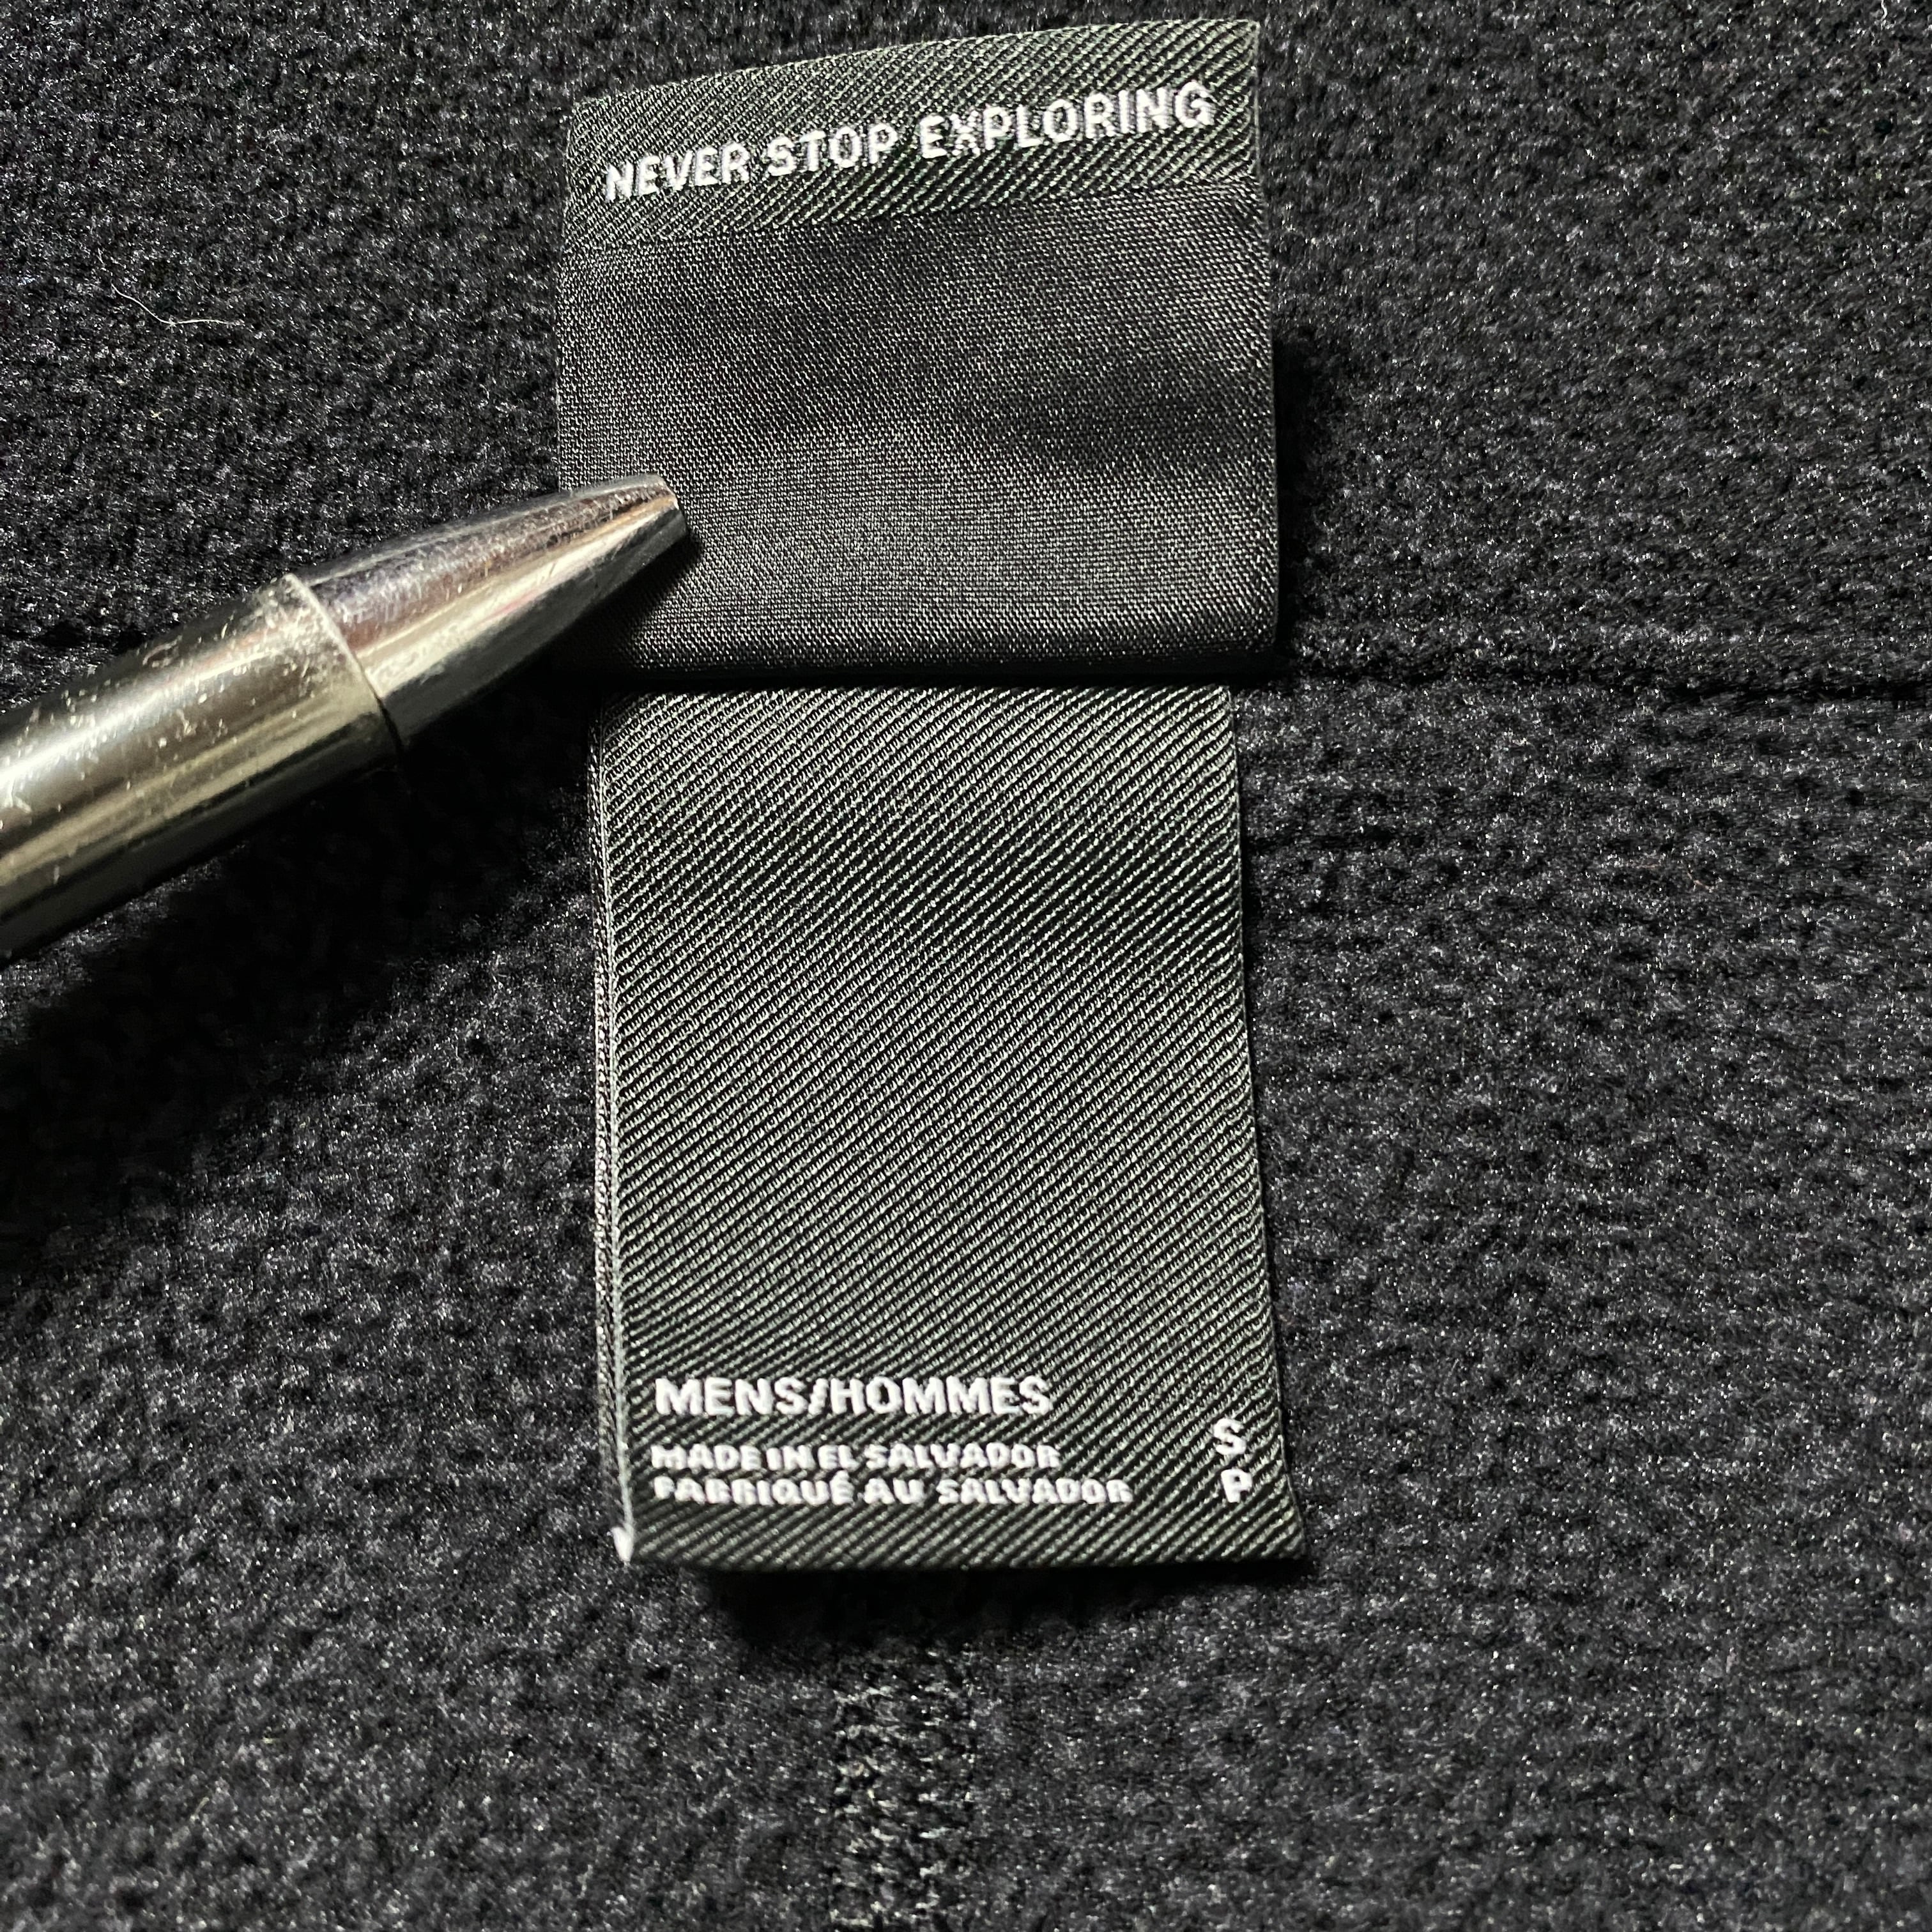 NEVER STOP EXPLORING
MENS/HOMMES
MADE IN EL SALVADOR
FABRIQUÉ AU SALVADOR
S
P